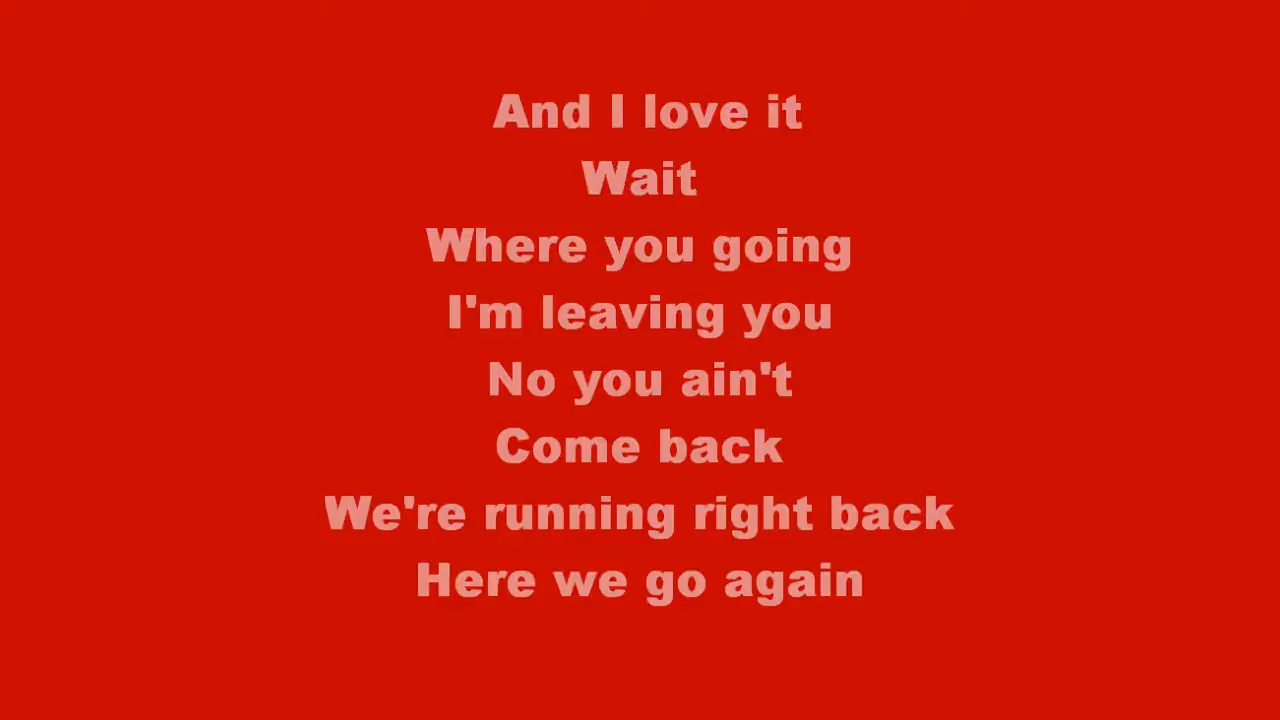 And I love it
Wait
Where you going
I'm leaving you
No you ain't
Come back
We're running right back
Here we go again